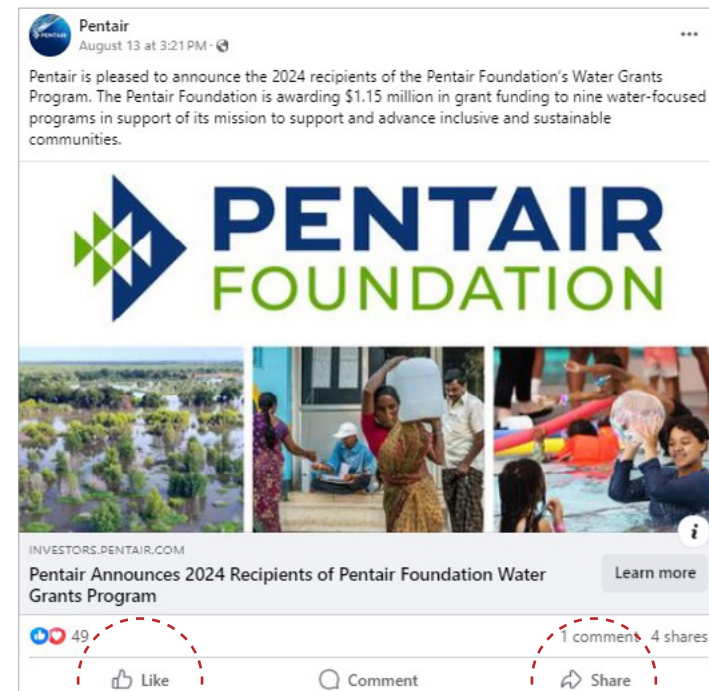 Pentair
August 13 at 3:21 PM ·
Pentair is pleased to announce the 2024 recipients of the Pentair Foundation's Water Grants
Program. The Pentair Foundation is awarding $1.15 million in grant funding to nine water-focused
programs in support of its mission to support and advance inclusive and sustainable
communities.
PENTAIR
FOUNDATION
INVESTORS.PENTAIR.COM
Pentair Announces 2024 Recipients of Pentair Foundation Water
Grants Program
Learn more
49
1 comment 4 shares
Like
Comment
Share